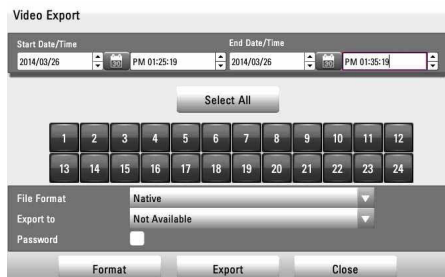 Video Export
Start Date/Time End Date/Time
2014/03/26 30 PM 01:25:19 2014/03/26 30 PM 01:35:19
Select All
1 2 3 4 5 6 7 8 9 10 11 12
13 14 15 16 17 18 19 20 21 22 23 24
File Format Native
Export to Not Available
Password
Format Export Close